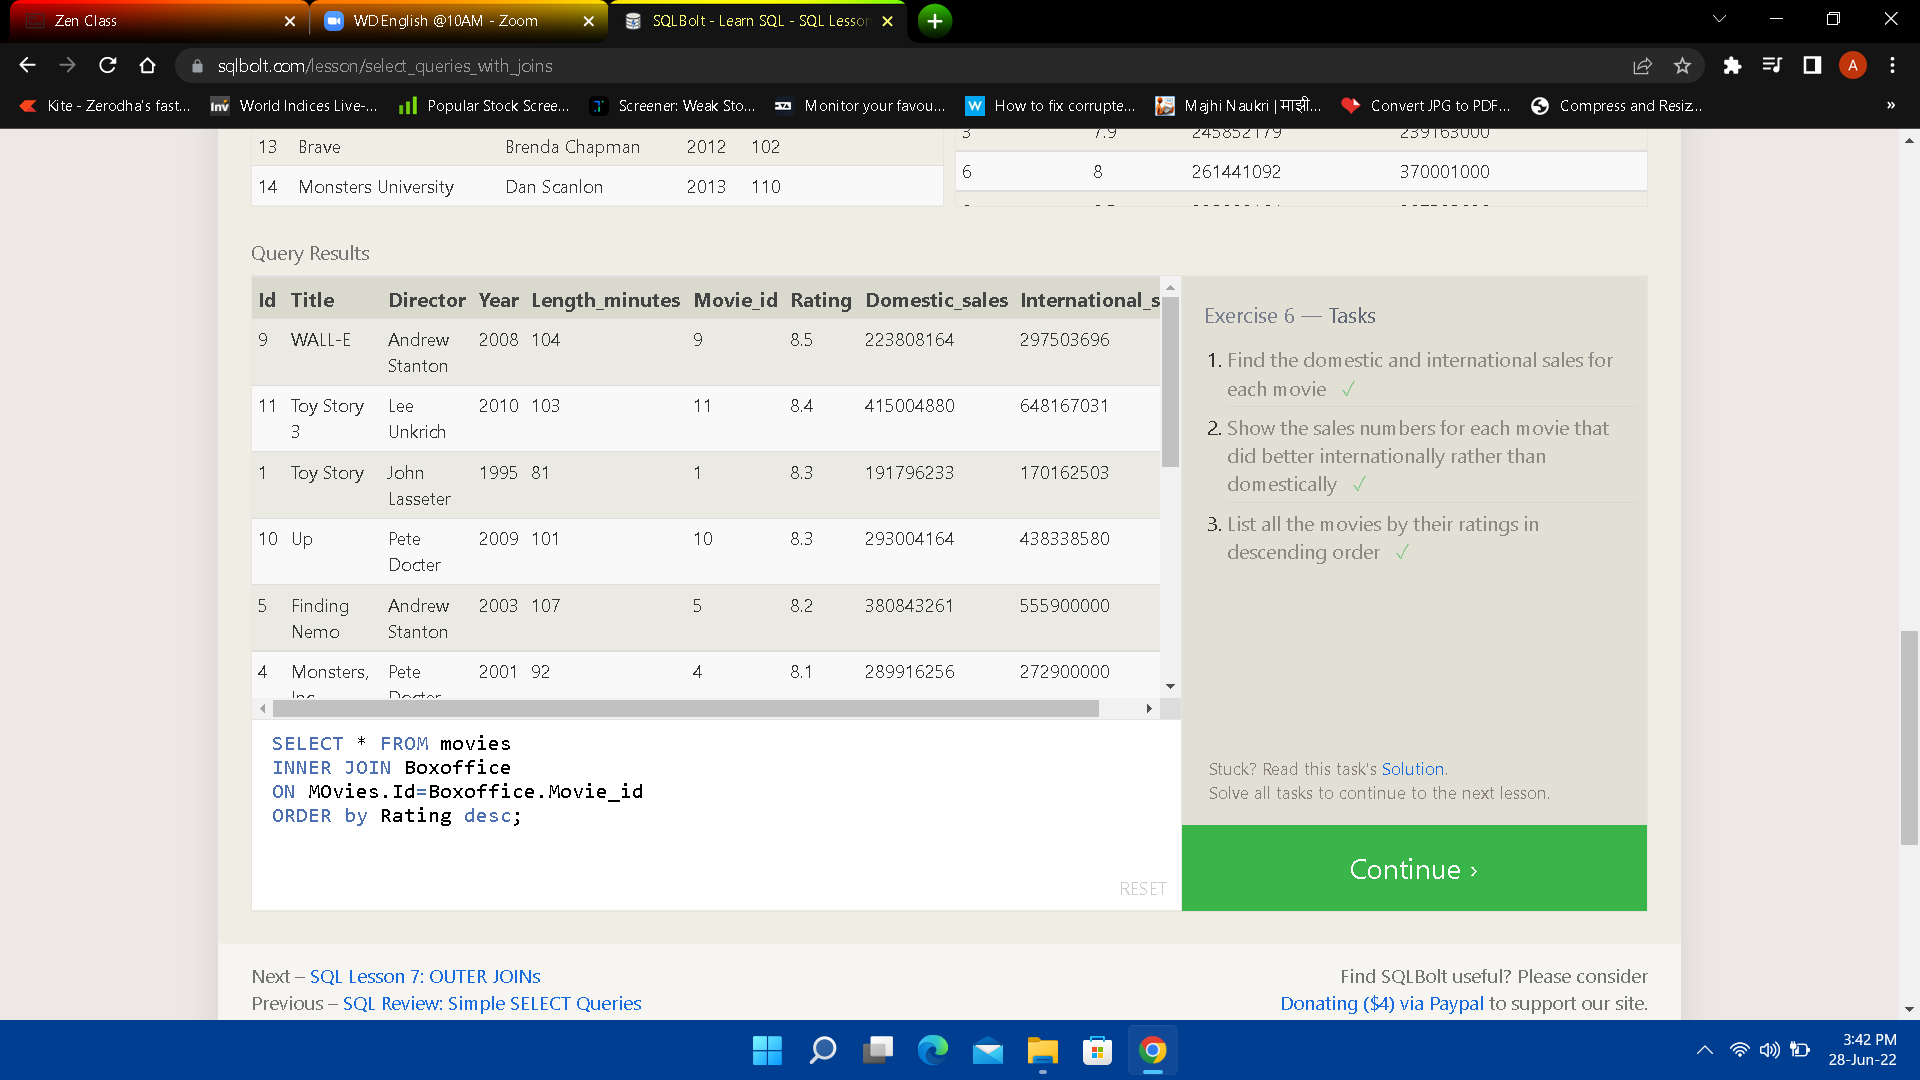 Zen Class
WD English @10AM - Zoom
SQLBolt - Learn SQL - SQL Lesson
sqlbolt.com/lesson/select_queries_with_joins
A
Kite - Zerodha's fast...
World Indices Live-...
Popular Stock Scree...
Screener: Weak Sto...
Monitor your favou...
How to fix corrupte...
Majhi Naukri | माझी...
Convert JPG to PDF...
Compress and Resiz...
»
13 Brave Brenda Chapman 2012 102
14 Monsters University Dan Scanlon 2013 110
3 7.9 245852179 239163000
6 8 261441092 370001000
Query Results
Id Title Director Year Length_minutes Movie_id Rating Domestic_sales International_s
9 WALL-E Andrew Stanton 2008 104 9 8.5 223808164 297503696
11 Toy Story 3 Lee Unkrich 2010 103 11 8.4 415004880 648167031
1 Toy Story John Lasseter 1995 81 1 8.3 191796233 170162503
10 Up Pete Docter 2009 101 10 8.3 293004164 438338580
5 Finding Nemo Andrew Stanton 2003 107 5 8.2 380843261 555900000
4 Monsters, Inc. Pete Docter 2001 92 4 8.1 289916256 272900000
Exercise 6 — Tasks
1. Find the domestic and international sales for
each movie ✓
2. Show the sales numbers for each movie that
did better internationally rather than
domestically ✓
3. List all the movies by their ratings in
descending order ✓
SELECT * FROM movies
INNER JOIN Boxoffice
ON MOvies.Id=Boxoffice.Movie_id
ORDER by Rating desc;
RESET
Stuck? Read this task's Solution.
Solve all tasks to continue to the next lesson.
Continue ›
Next – SQL Lesson 7: OUTER JOINs
Previous – SQL Review: Simple SELECT Queries
Find SQLBolt useful? Please consider
Donating ($4) via Paypal to support our site.
3:42 PM
28-Jun-22